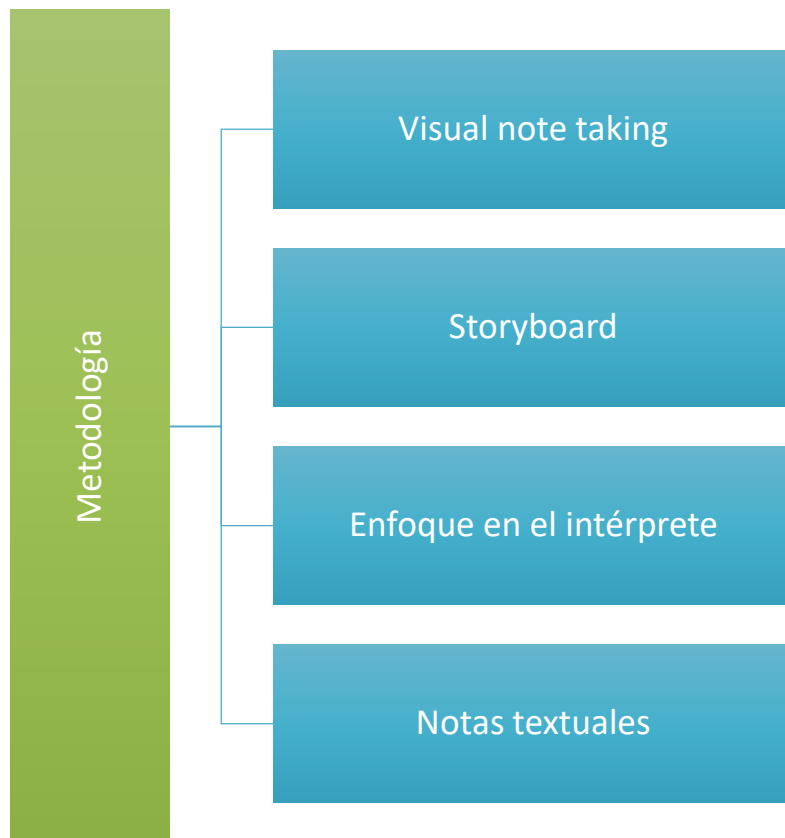 Metodología
Visual note taking
Storyboard
Enfoque en el intérprete
Notas textuales